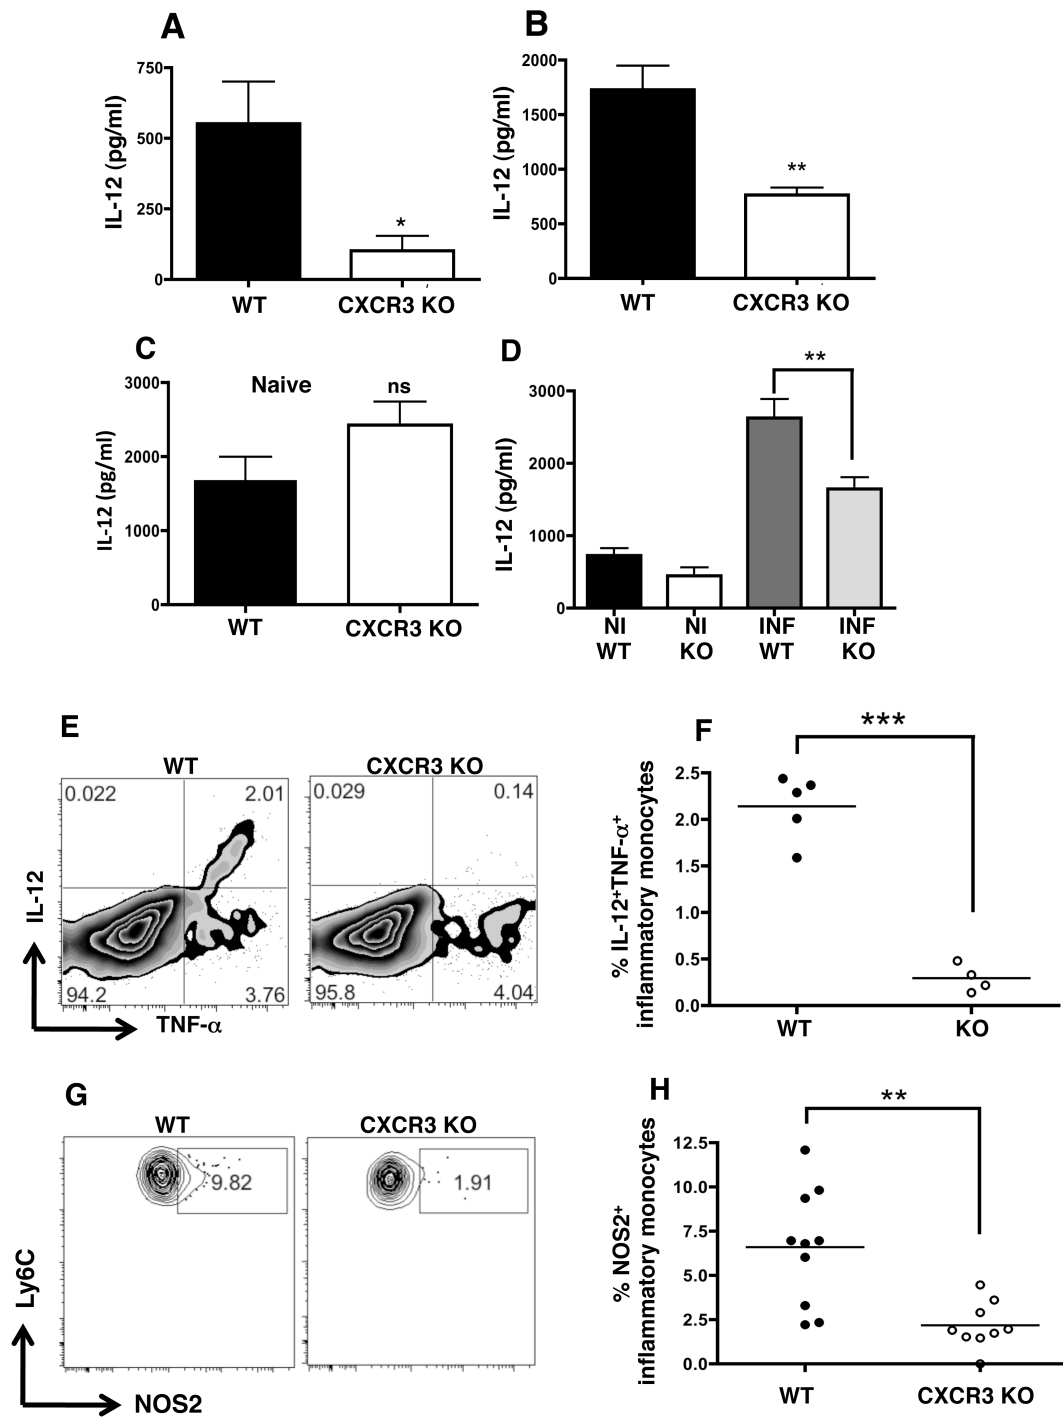 A
750
500
250
0
IL-12 (pg/ml)
*
WT
CXCR3 KO
B
2000
1500
1000
500
0
IL-12 (pg/ml)
**
WT
CXCR3 KO
C
3000
2000
1000
0
IL-12 (pg/ml)
Naive
ns
WT
CXCR3 KO
D
3000
2000
1000
0
IL-12 (pg/ml)
**
NI
WT
NI
KO
INF
WT
INF
KO
E
WT
0.022
2.01
94.2
3.76
CXCR3 KO
0.029
0.14
95.8
4.04
IL-12
TNF-α
F
% IL-12⁺TNF-α⁺
inflammatory monocytes
2.5
2.0
1.5
1.0
0.5
0.0
***
WT
KO
G
WT
9.82
CXCR3 KO
1.91
Ly6C
NOS2
H
% NOS2⁺
inflammatory monocytes
12.5
10.0
7.5
5.0
2.5
0.0
**
WT
CXCR3 KO